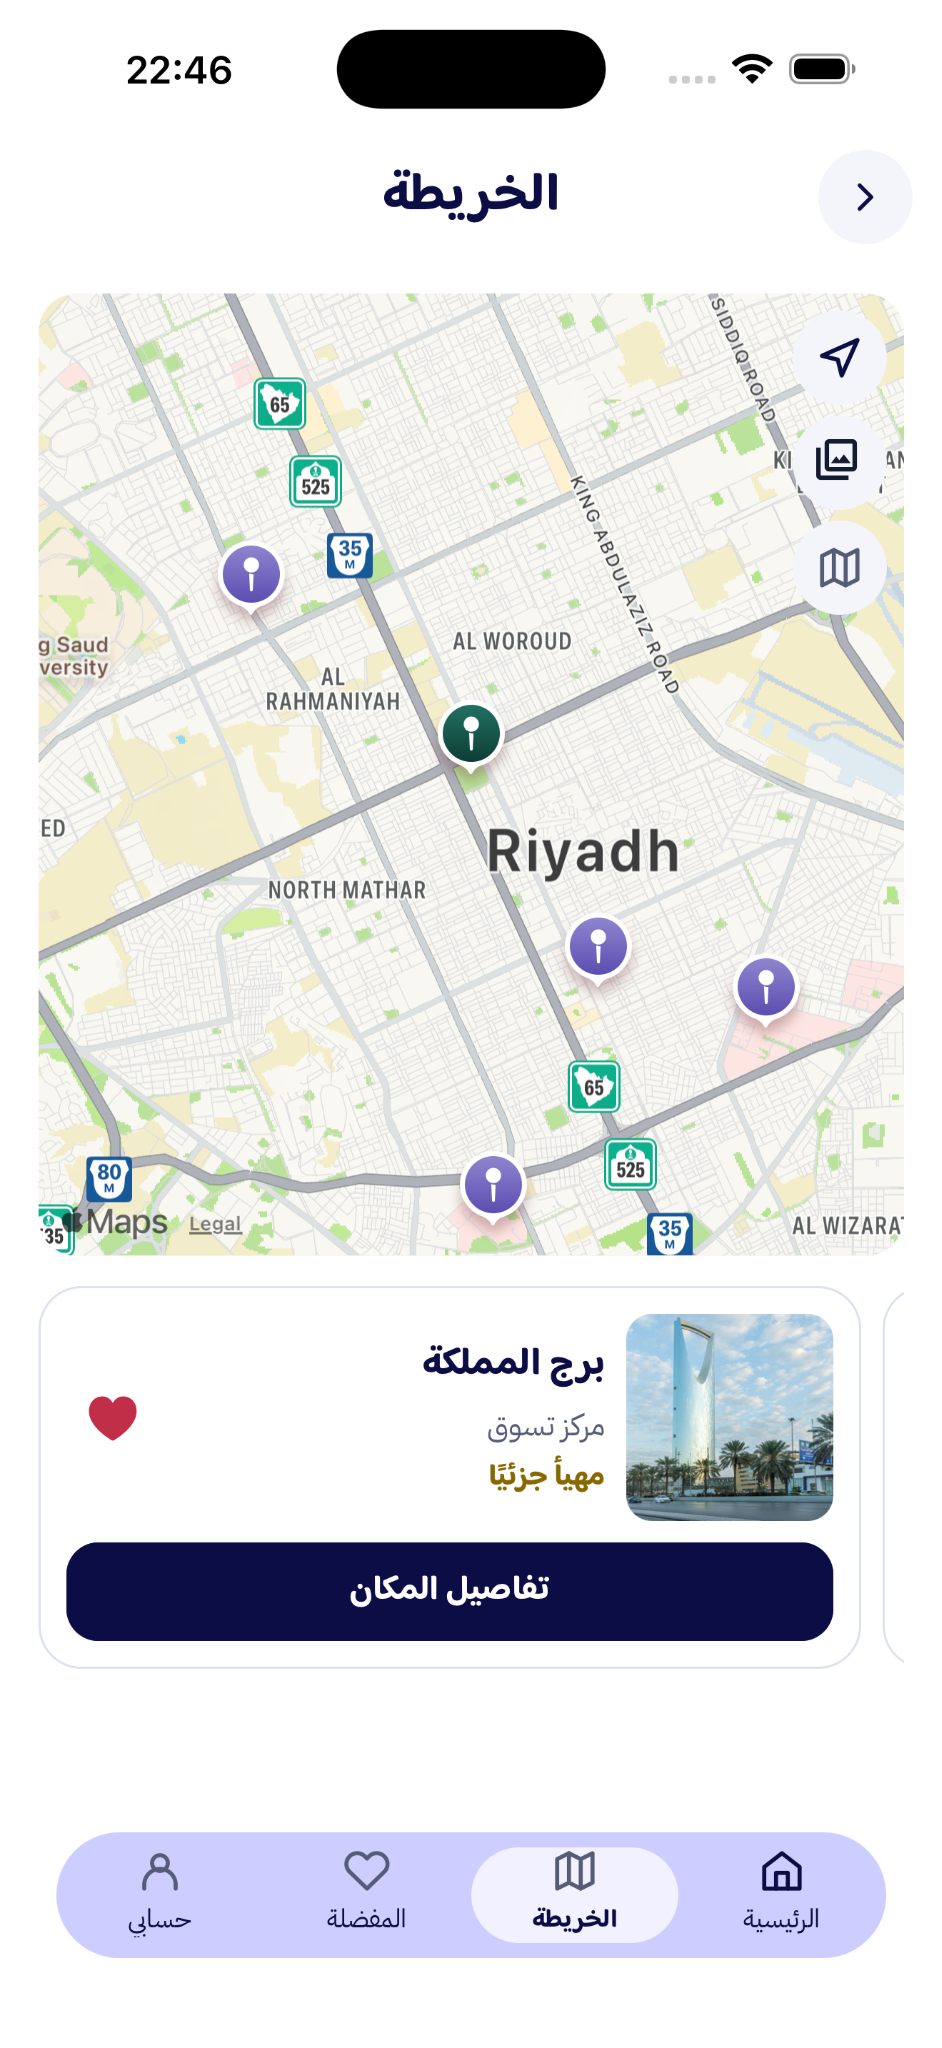 22:46
الخريطة
SIDDIQ ROAD
65
525
35
M
KING ABDULAZIZ ROAD
g Saud
versity
AL WOROUD
AL
RAHMANIYAH
Riyadh
ED
NORTH MATHAR
65
525
80
M
35
Maps
Legal
35
M
AL WIZARAT
برج المملكة
مركز تسوق
مهيأ جزئيًا
تفاصيل المكان
الرئيسية
الخريطة
المفضلة
حسابي